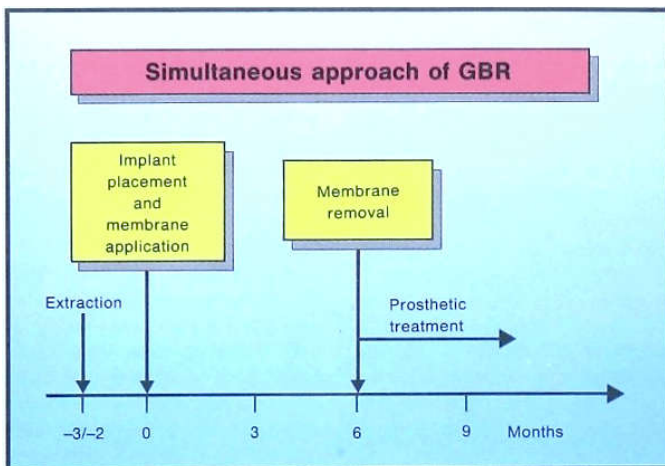 Simultaneous approach of GBR
Implant
placement
and
membrane
application
Membrane
removal
Extraction
Prosthetic
treatment
–3/–2
0
3
6
9
Months